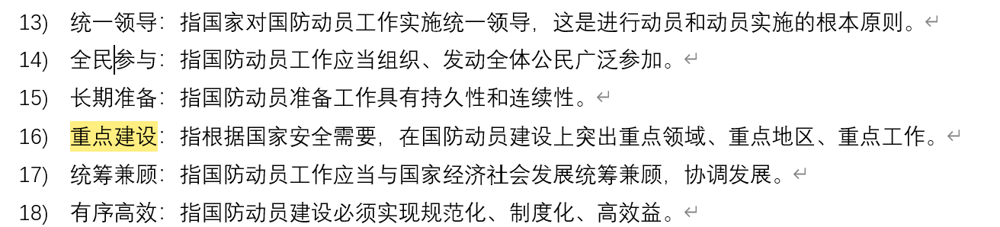 13) 统一领导：指国家对国防动员工作实施统一领导，这是进行动员和动员实施的根本原则。
14) 全民参与：指国防动员工作应当组织、发动全体公民广泛参加。
15) 长期准备：指国防动员准备工作具有持久性和连续性。
16) 重点建设：指根据国家安全需要，在国防动员建设上突出重点领域、重点地区、重点工作。
17) 统筹兼顾：指国防动员工作应当与国家经济社会发展统筹兼顾，协调发展。
18) 有序高效：指国防动员建设必须实现规范化、制度化、高效益。